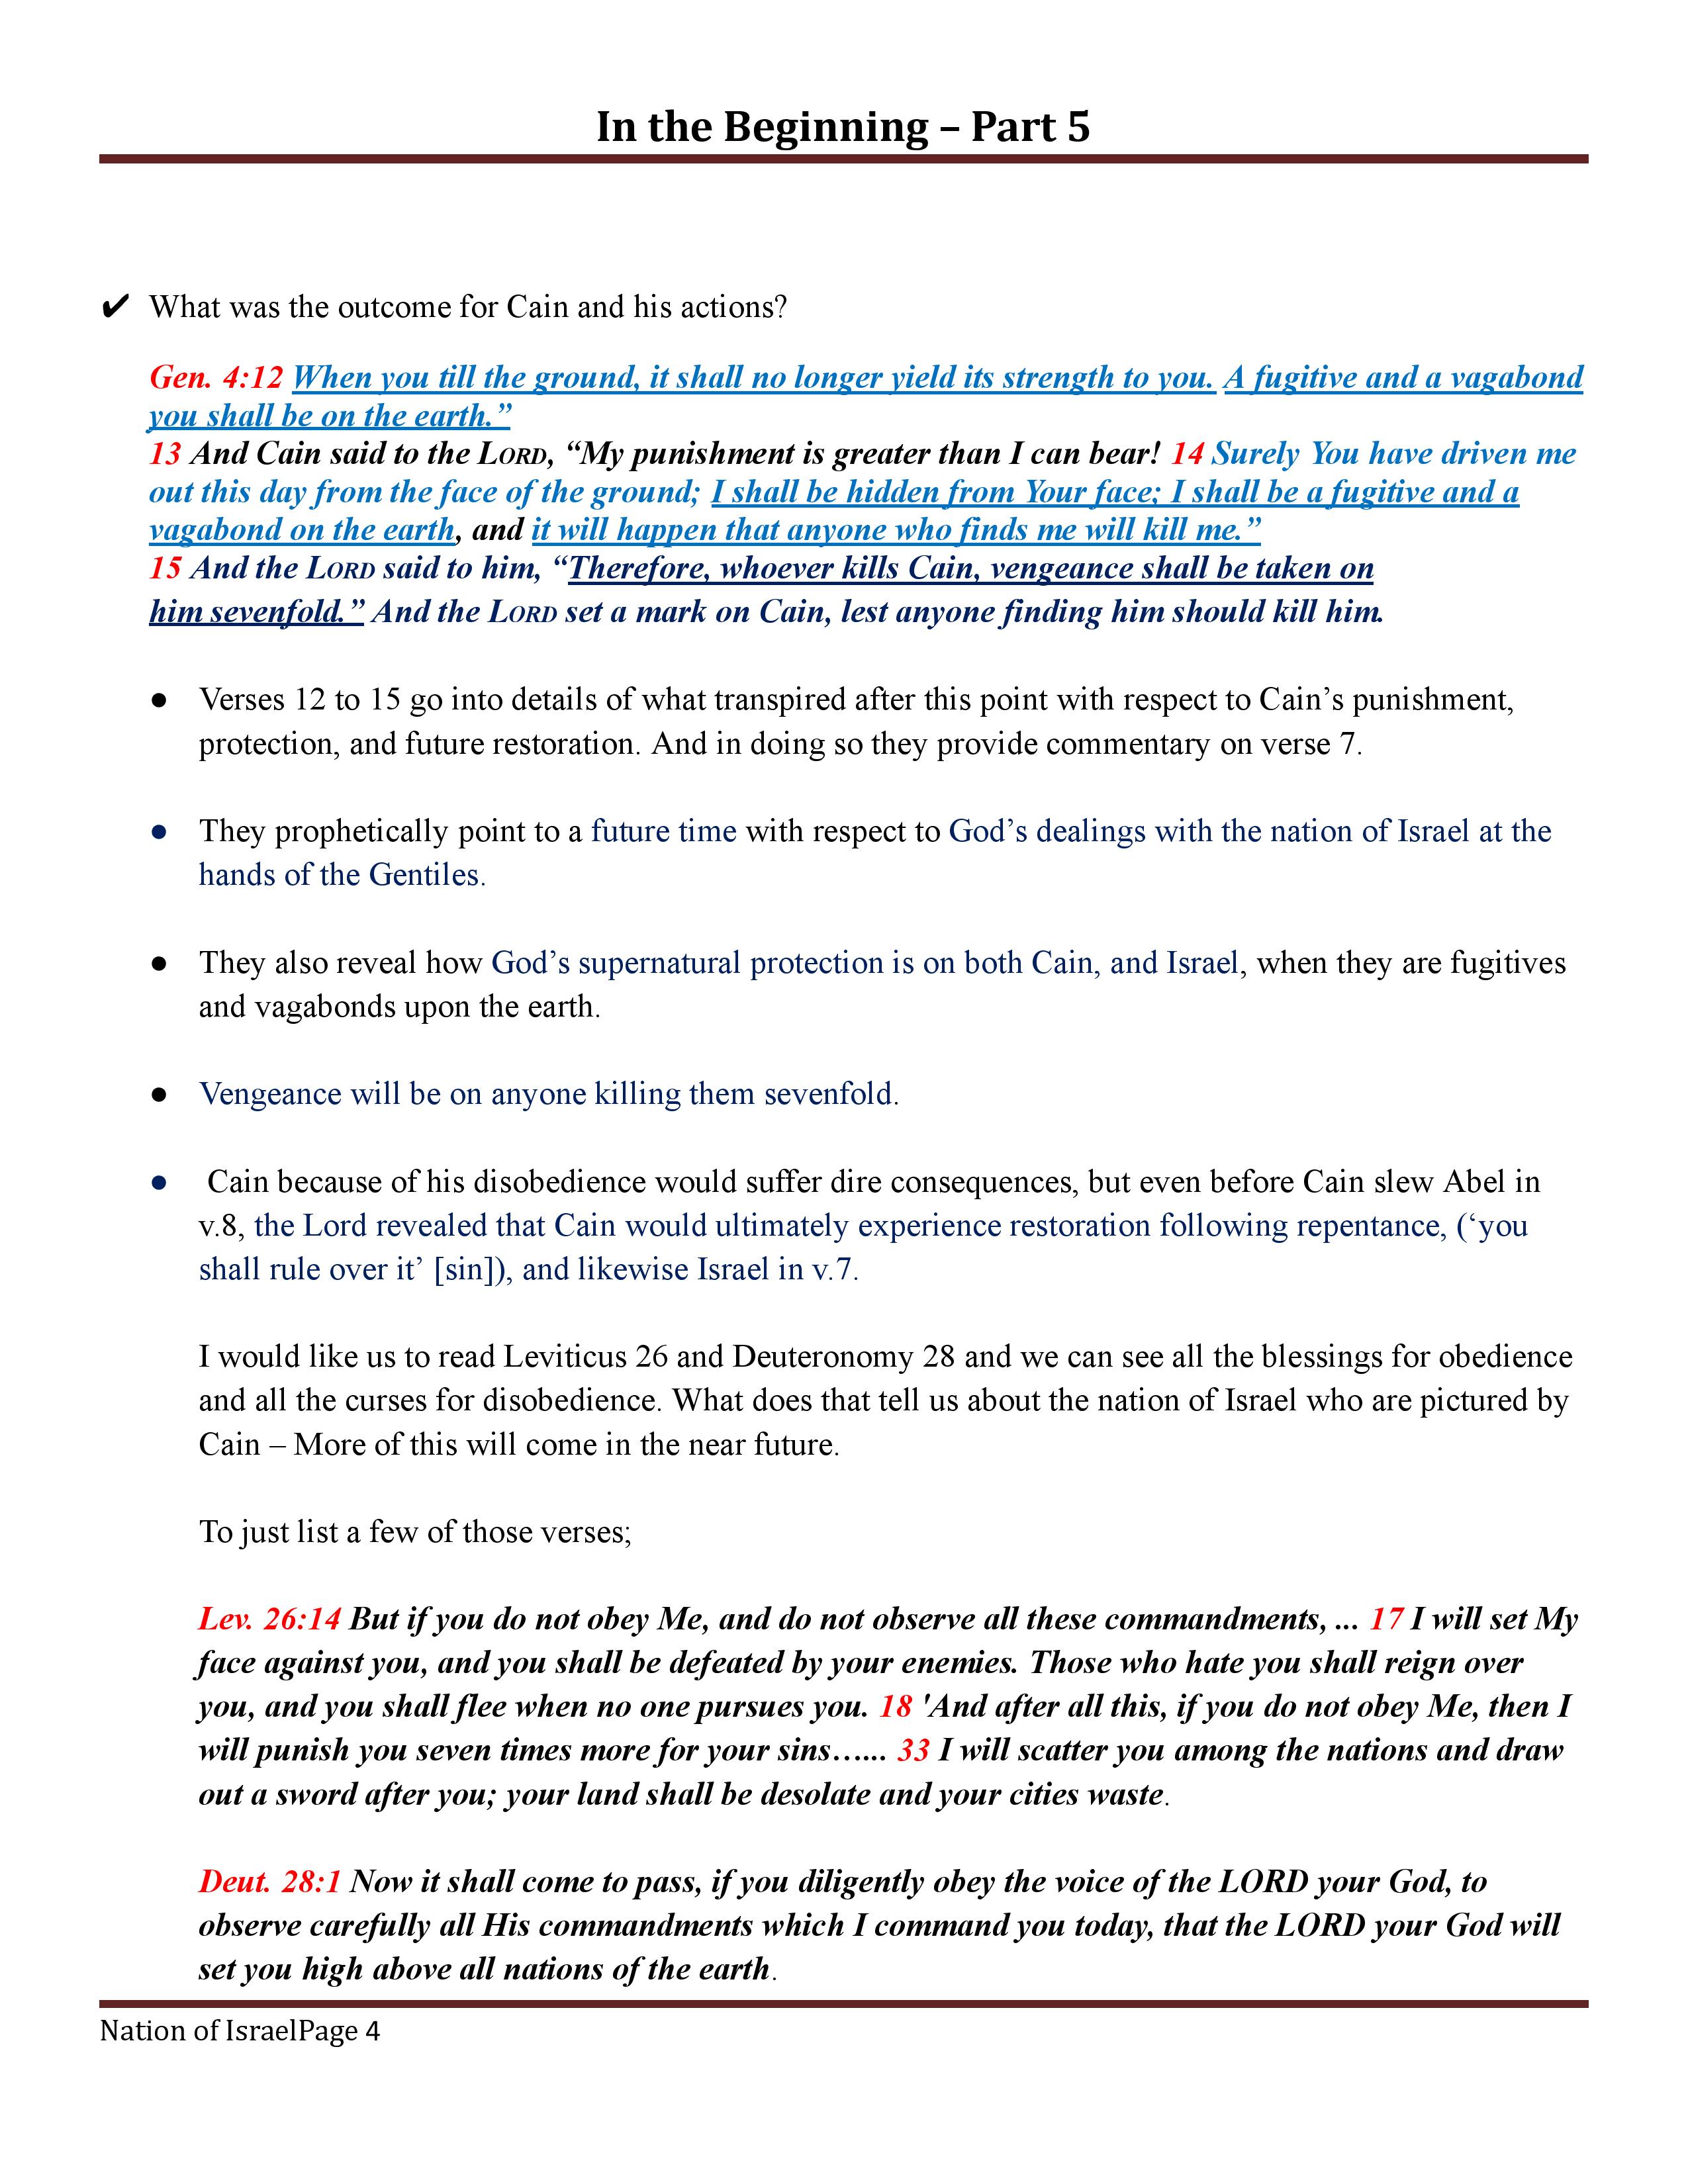 In the Beginning – Part 5
✔ What was the outcome for Cain and his actions?
Gen. 4:12 When you till the ground, it shall no longer yield its strength to you. A fugitive and a vagabond
you shall be on the earth.”
13 And Cain said to the LORD, “My punishment is greater than I can bear! 14 Surely You have driven me
out this day from the face of the ground; I shall be hidden from Your face; I shall be a fugitive and a
vagabond on the earth, and it will happen that anyone who finds me will kill me.”
15 And the LORD said to him, “Therefore, whoever kills Cain, vengeance shall be taken on
him sevenfold.” And the LORD set a mark on Cain, lest anyone finding him should kill him.
● Verses 12 to 15 go into details of what transpired after this point with respect to Cain’s punishment,
protection, and future restoration. And in doing so they provide commentary on verse 7.
● They prophetically point to a future time with respect to God’s dealings with the nation of Israel at the
hands of the Gentiles.
● They also reveal how God’s supernatural protection is on both Cain, and Israel, when they are fugitives
and vagabonds upon the earth.
● Vengeance will be on anyone killing them sevenfold.
● Cain because of his disobedience would suffer dire consequences, but even before Cain slew Abel in
v.8, the Lord revealed that Cain would ultimately experience restoration following repentance, (‘you
shall rule over it’ [sin]), and likewise Israel in v.7.
I would like us to read Leviticus 26 and Deuteronomy 28 and we can see all the blessings for obedience
and all the curses for disobedience. What does that tell us about the nation of Israel who are pictured by
Cain – More of this will come in the near future.
To just list a few of those verses;
Lev. 26:14 But if you do not obey Me, and do not observe all these commandments, ... 17 I will set My
face against you, and you shall be defeated by your enemies. Those who hate you shall reign over
you, and you shall flee when no one pursues you. 18 'And after all this, if you do not obey Me, then I
will punish you seven times more for your sins…... 33 I will scatter you among the nations and draw
out a sword after you; your land shall be desolate and your cities waste.
Deut. 28:1 Now it shall come to pass, if you diligently obey the voice of the LORD your God, to
observe carefully all His commandments which I command you today, that the LORD your God will
set you high above all nations of the earth.
Nation of IsraelPage 4